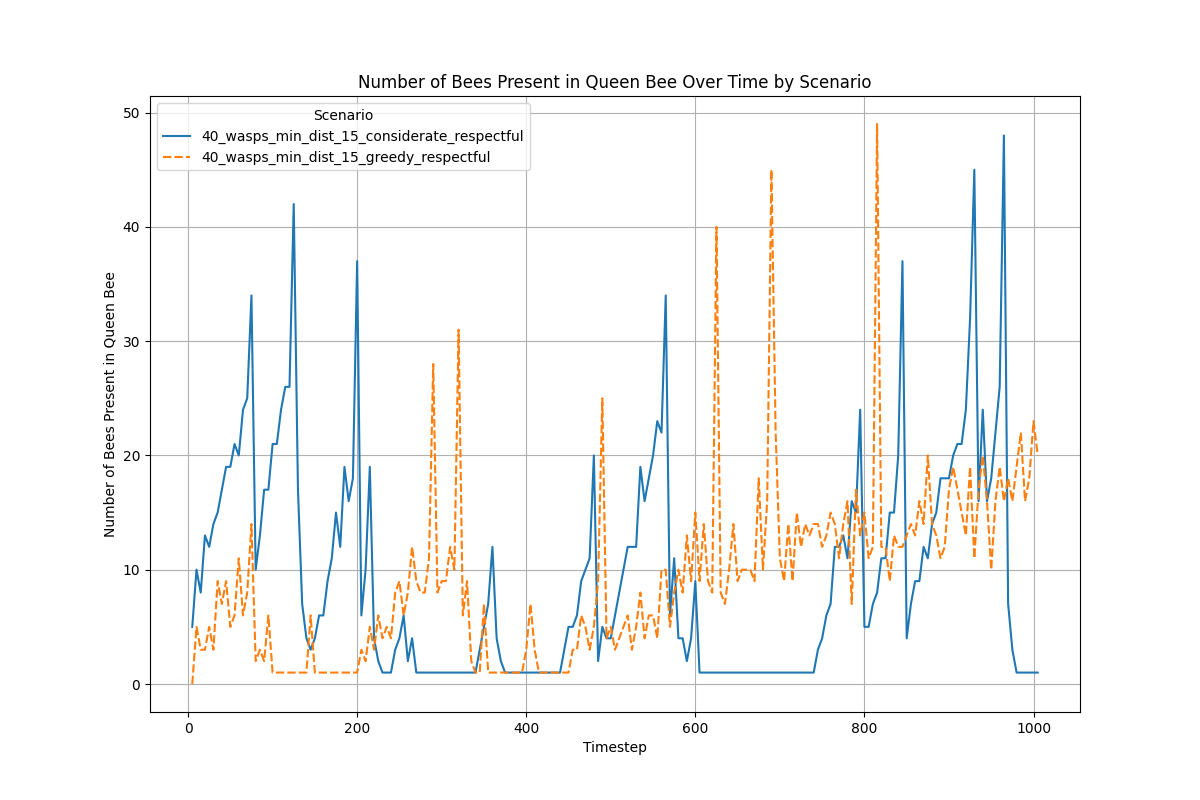 Number of Bees Present in Queen Bee Over Time by Scenario
Scenario
40_wasps_min_dist_15_considerate_respectful
40_wasps_min_dist_15_greedy_respectful
Number of Bees Present in Queen Bee
50
40
30
20
10
0
0 200 400 600 800 1000
Timestep